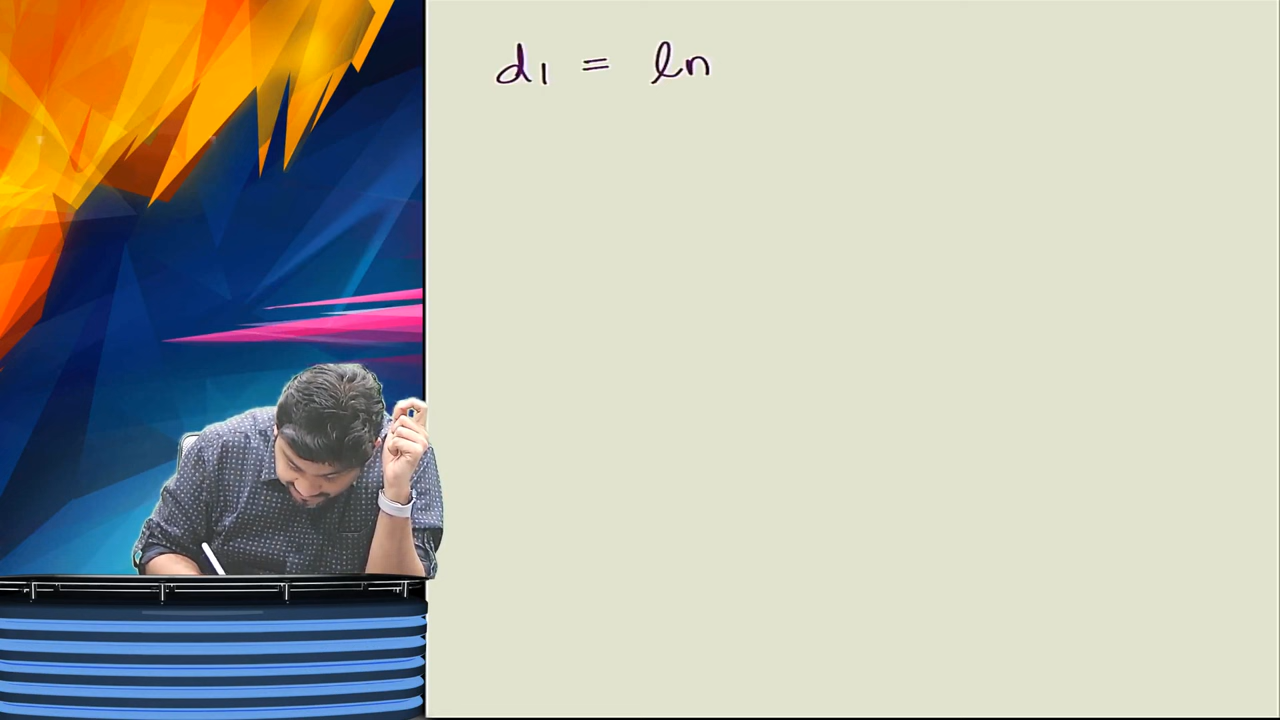 d1 = ln